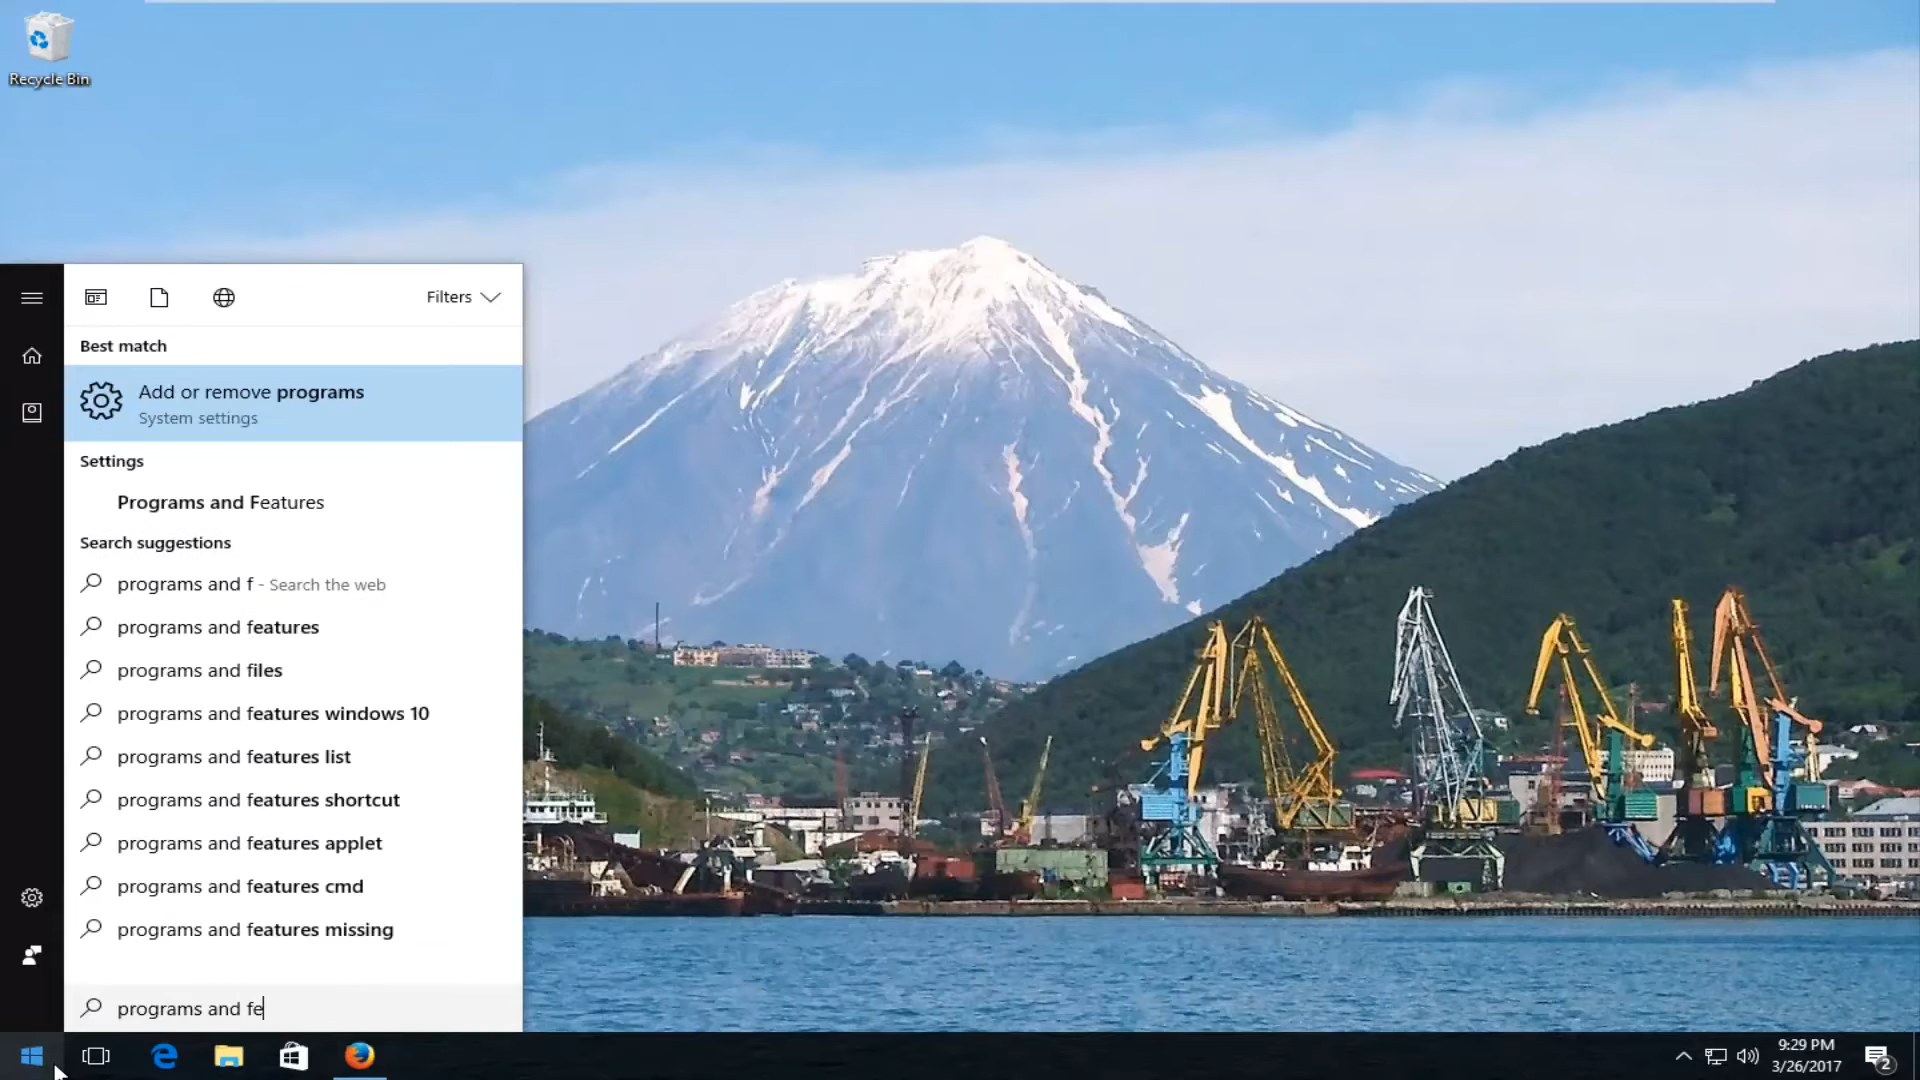 Recycle Bin
Filters
Best match
Add or remove programs
System settings
Settings
Programs and Features
Search suggestions
programs and f - Search the web
programs and features
programs and files
programs and features windows 10
programs and features list
programs and features shortcut
programs and features applet
programs and features cmd
programs and features missing
programs and fe
9:29 PM
3/26/2017
2